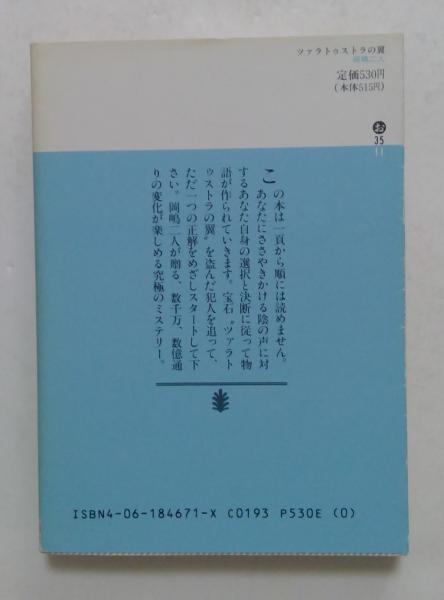 ツァラトゥストラの翼
岡嶋二人
定価530円
(本体515円)
お
35
11
この本は一頁から順には読めません。
あなたにささやきかける陰の声に対
するあなた自身の選択と決断に従って物
語が作られていきます。宝石〝ツァラト
ゥストラの翼〟を盗んだ犯人を追って、
ただ一つの正解をめざしスタートして下
さい。岡嶋二人が贈る、数千万、数億通
りの変化が楽しめる究極のミステリー。
ISBN4-06-184671-X C0193 P530E (0)